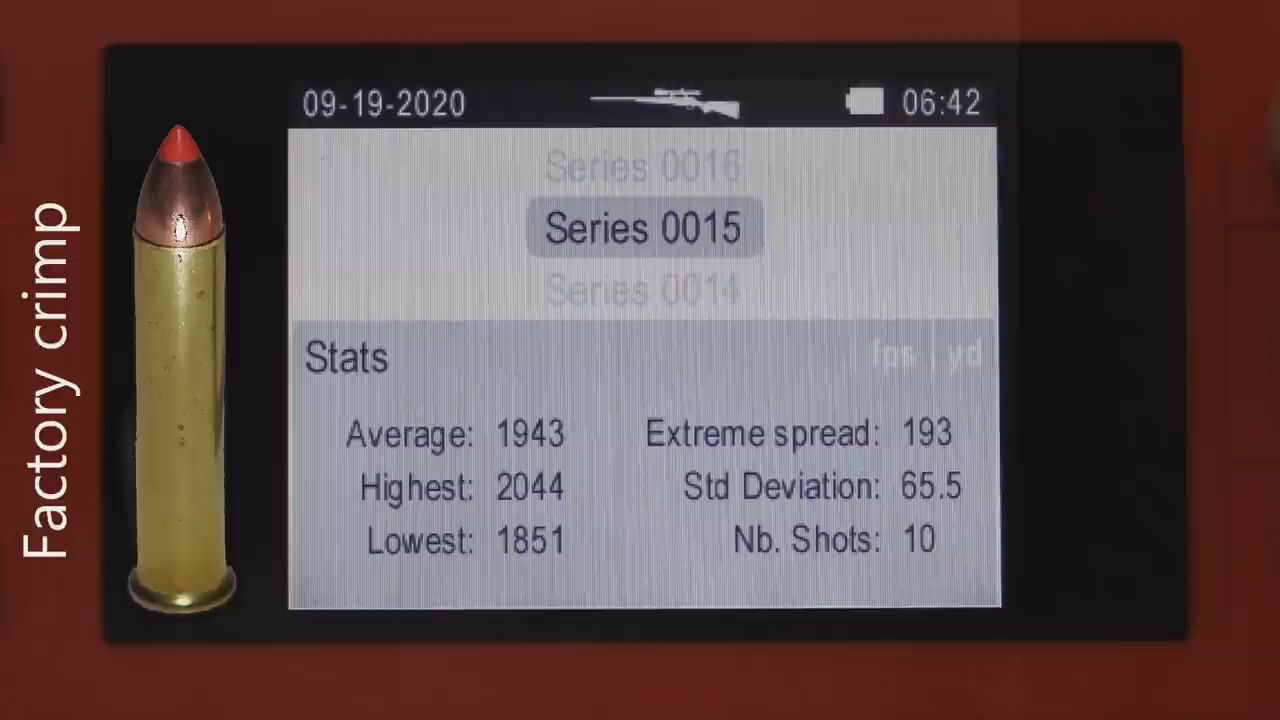 Factory crimp
09-19-2020 06:42
Series 0016
Series 0015
Series 0014
Stats fps | yd
Average: 1943 Extreme spread: 193
Highest: 2044 Std Deviation: 65.5
Lowest: 1851 Nb. Shots: 10